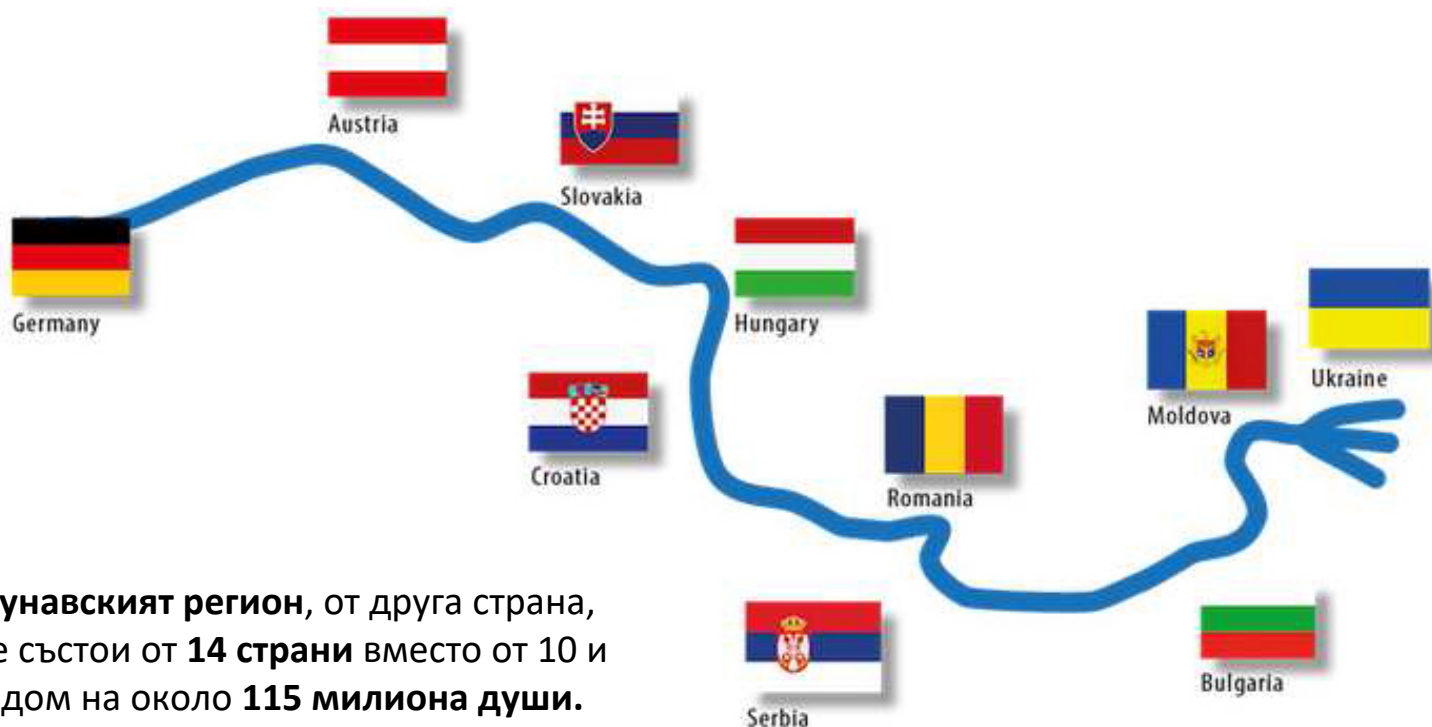 Austria
Slovakia
Germany
Hungary
Ukraine
Moldova
Croatia
Romania
унавският регион, от друга страна,
е състои от 14 страни вместо от 10 и
дом на около 115 милиона души.
Bulgaria
Serbia